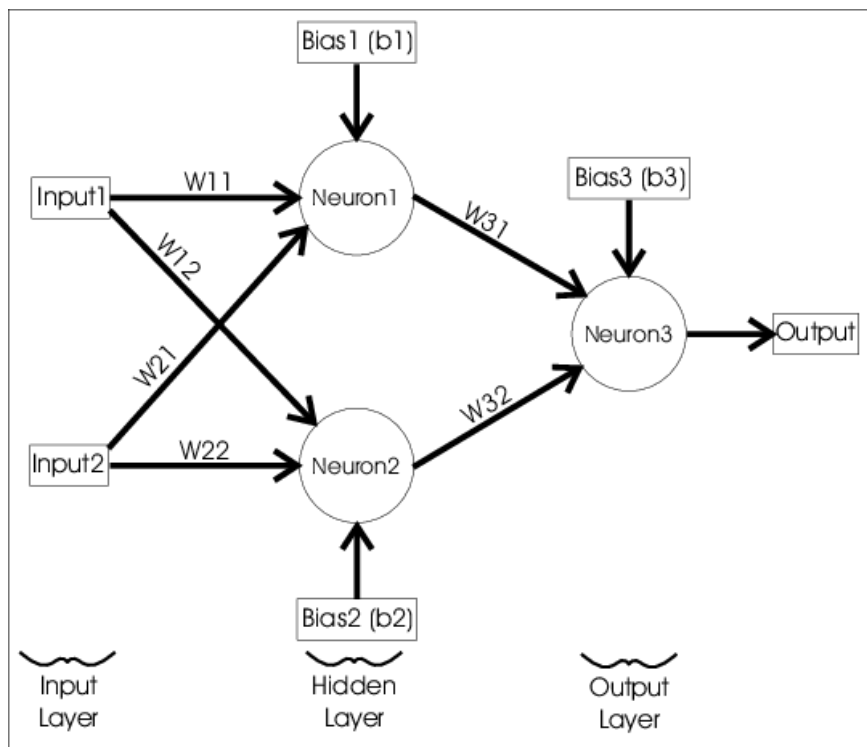 Bias1 (b1)
Input1
W11
Neuron1
Bias3 (b3)
W31
W12
Neuron3
Output
W21
W32
Input2
W22
Neuron2
Bias2 (b2)
Input
Layer
Hidden
Layer
Output
Layer